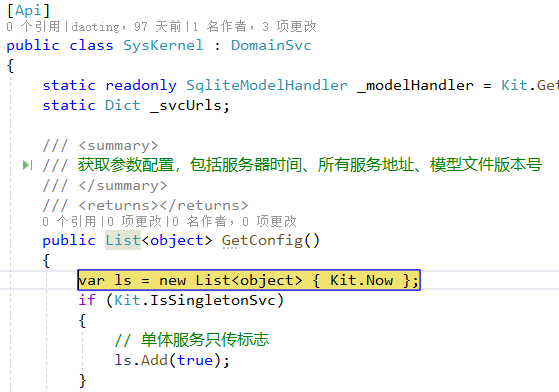 [Api]
0 个引用|daoting，97 天前|1 名作者，3 项更改
public class SysKernel : DomainSvc
{
static readonly SqliteModelHandler _modelHandler = Kit.Get
static Dict _svcUrls;
/// <summary>
/// 获取参数配置，包括服务器时间、所有服务地址、模型文件版本号
/// </summary>
/// <returns></returns>
0 个引用|0 项更改|0 名作者，0 项更改
public List<object> GetConfig()
{
var ls = new List<object> { Kit.Now };
if (Kit.IsSingletonSvc)
{
// 单体服务只传标志
ls.Add(true);
}